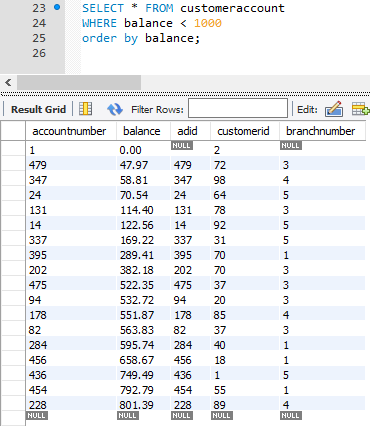 23 SELECT * FROM customeraccount
24 WHERE balance < 1000
25 order by balance;
26
Result Grid Filter Rows: Edit:
accountnumber balance adid customerid branchnumber
1 0.00 NULL 2 NULL
479 47.97 479 72 3
347 58.81 347 98 4
24 70.54 24 64 5
131 114.40 131 78 3
14 122.56 14 92 5
337 169.22 337 31 5
395 289.41 395 70 1
202 382.18 202 70 3
475 522.35 475 37 3
94 532.72 94 20 3
178 551.87 178 85 4
82 563.83 82 37 3
284 595.74 284 40 1
456 658.67 456 18 1
436 749.49 436 1 5
454 792.79 454 55 1
228 801.39 228 89 4
NULL NULL NULL NULL NULL